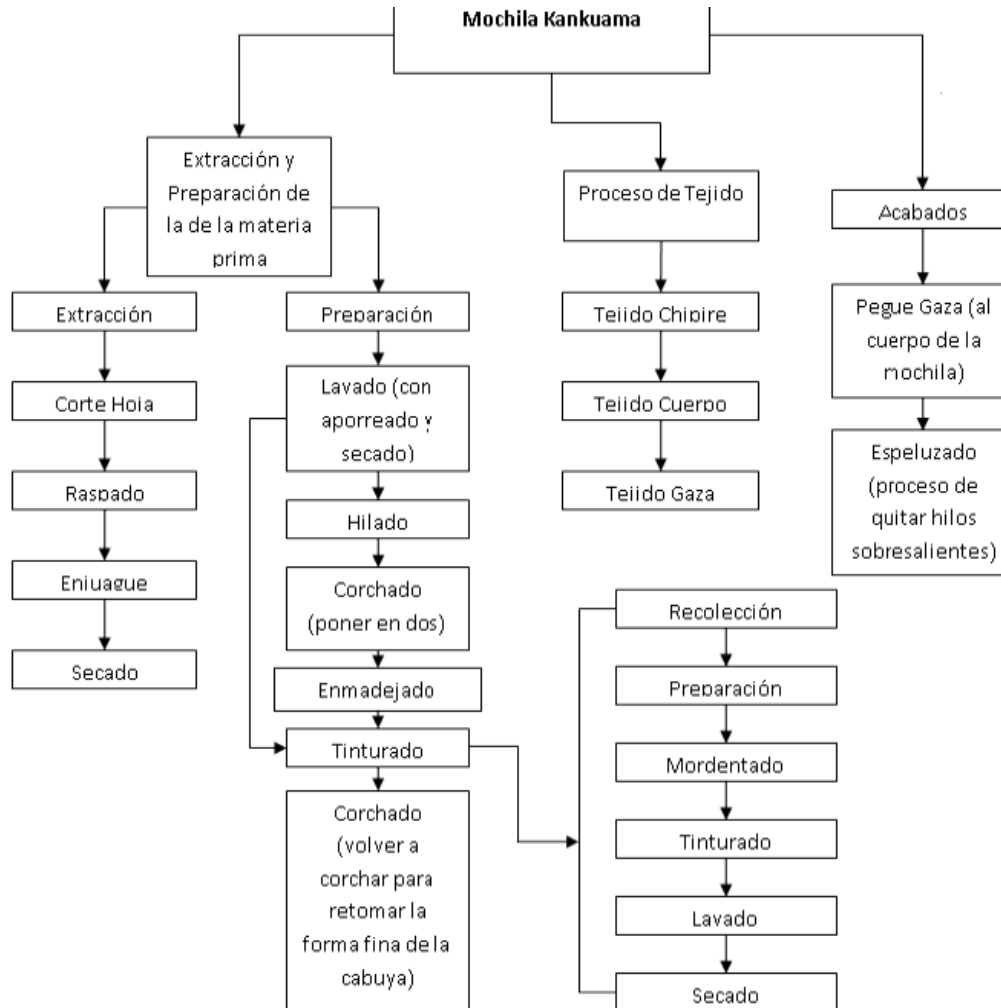 Mochila Kankuama
Extracción y
Preparación de
la de la materia
prima
Proceso de Tejido
Acabados
Extracción
Corte Hoja
Raspado
Enjuague
Secado
Preparación
Lavado (con
aporreado y
secado)
Hilado
Corchado
(poner en dos)
Enmadejado
Tinturado
Corchado
(volver a
corchar para
retomar la
forma fina de la
cabuya)
Tejido Chipire
Tejido Cuerpo
Tejido Gaza
Pegue Gaza (al
cuerpo de la
mochila)
Espeluzado
(proceso de
quitar hilos
sobresalientes)
Recolección
Preparación
Mordentado
Tinturado
Lavado
Secado